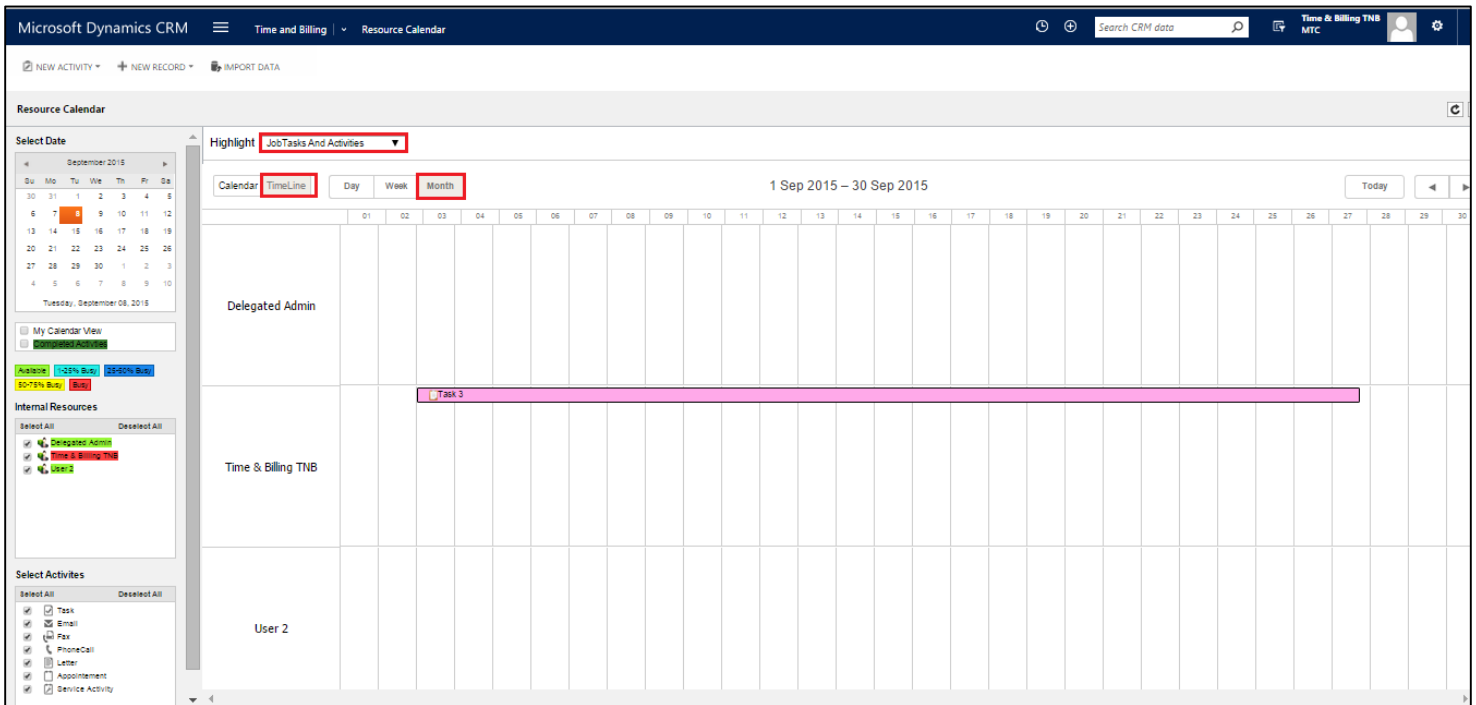 Microsoft Dynamics CRM Time and Billing Resource Calendar Search CRM data Time & Billing TNB
MTC
NEW ACTIVITY NEW RECORD IMPORT DATA
Resource Calendar
Select Date
September 2015
Su Mo Tu We Th Fr Sa
30 31 1 2 3 4 5
6 7 8 9 10 11 12
13 14 15 16 17 18 19
20 21 22 23 24 25 26
27 28 29 30 1 2 3
4 5 6 7 8 9 10
Tuesday, September 08, 2015
My Calendar View
Completed Activities
Available 1-25% Busy 25-50% Busy
50-75% Busy Busy
Internal Resources
Select All Deselect All
Delegated Admin
Time & Billing TNB
User 2
Select Activites
Select All Deselect All
Task
Email
Fax
PhoneCall
Letter
Appointement
Service Activity
Highlight JobTasks And Activities
Calendar TimeLine Day Week Month 1 Sep 2015 – 30 Sep 2015 Today
01 02 03 04 05 06 07 08 09 10 11 12 13 14 15 16 17 18 19 20 21 22 23 24 25 26 27 28 29 30
Delegated Admin
Task 3
Time & Billing TNB
User 2